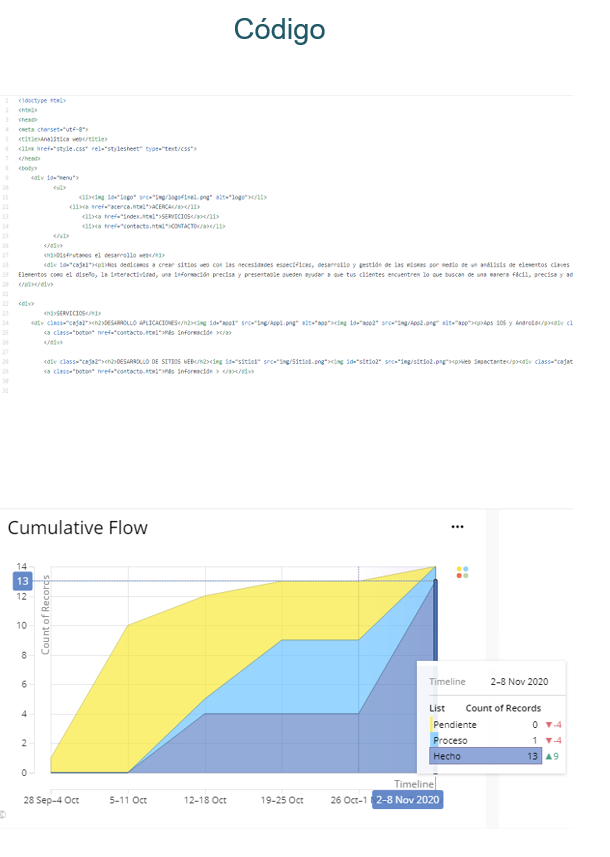 Código
1 <!doctype html>
2 <html>
3 <head>
4 <meta charset="utf-8">
5 <title>Analítica web</title>
6 <link href="style.css" rel="stylesheet" type="text/css">
7 </head>
8 <body>
9 <div id="menu">
10 <ul>
11 <li><img id="logo" src="img/logofinal.png" alt="logo"></li>
12 <li><a href="acerca.html">ACERCA</a></li>
13 <li><a href="index.html">SERVICIOS</a></li>
14 <li><a href="contacto.html">CONTACTO</a></li>
15 </ul>
16 </div>
17 <h1>Disfrutamos el desarrollo web</h1>
18 <div id="caja1"><p>Nos dedicamos a crear sitios web con las necesidades específicas, desarrollo y gestión de las mismas por medio de un análisis de elementos claves
19 Elementos como el diseño, la interactividad, una información precisa y presentable pueden ayudar a que tus clientes encuentren lo que buscan de una manera fácil, precisa y ad
20 </p></div>
21
22 <div>
23 <h1>SERVICIOS</h1>
24 <div class="caja2"><h2>DESARROLLO APLICACIONES</h2><img id="app1" src="img/App1.png" alt="app"><img id="app2" src="img/App2.png" alt="app"><p>Aps iOS y Android</p><div cl
25 <a class="boton" href="contacto.html">Más información ></a>
26 </div>
27
28 <div class="caja2"><h2>DESARROLLO DE SITIOS WEB</h2><img id="sitio1" src="img/Sitio1.png"><img id="sitio2" src="img/sitio2.png"><p>Web impactante</p><div class="cajat
29 <a class="boton" href="contacto.html">Más información > </a></div>
30
31
Cumulative Flow
•••
14
13
12
10
8
6
4
2
0
Count of Records
Timeline 2–8 Nov 2020
List Count of Records
Pendiente 0 ▼-4
Proceso 1 ▼-4
Hecho 13 ▲9
Timeline
28 Sep–4 Oct 5–11 Oct 12–18 Oct 19–25 Oct 26 Oct–1 2–8 Nov 2020
©